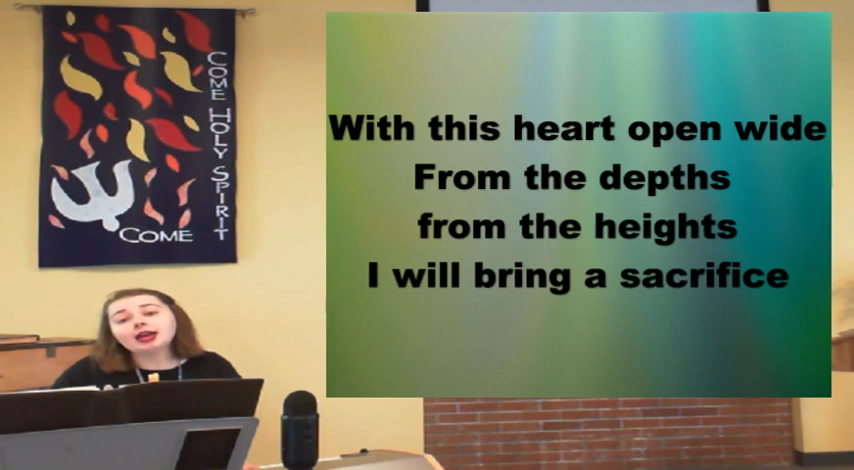 COME HOLY SPIRIT
COME
With this heart open wide
From the depths
from the heights
I will bring a sacrifice